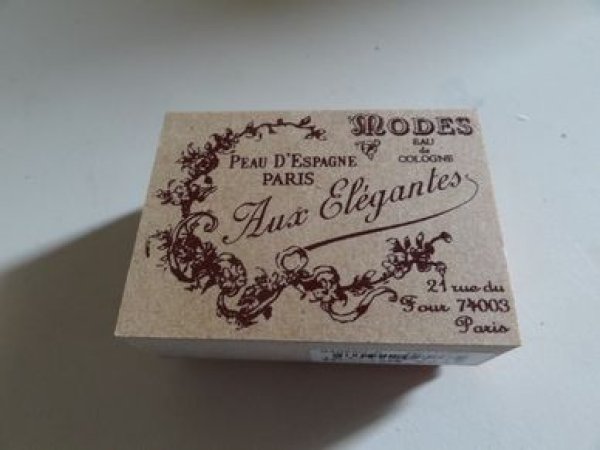 MODES
EAU
de
COLOGNE
PEAU D'ESPAGNE
PARIS
Aux Elégantes
21 rue du
Four 74003
Paris